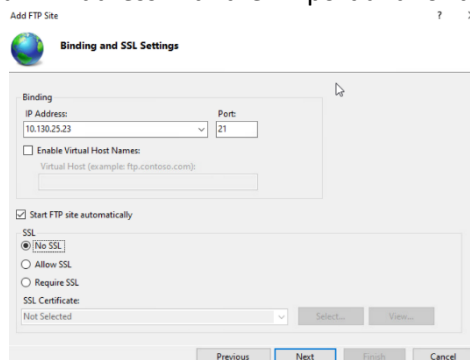 Add FTP Site
?
Binding and SSL Settings
Binding
IP Address:
Port:
10.130.25.23
21
Enable Virtual Host Names:
Virtual Host (example: ftp.contoso.com):
Start FTP site automatically
SSL
No SSL
Allow SSL
Require SSL
SSL Certificate:
Not Selected
Select...
View...
Previous
Next
Finish
Cancel